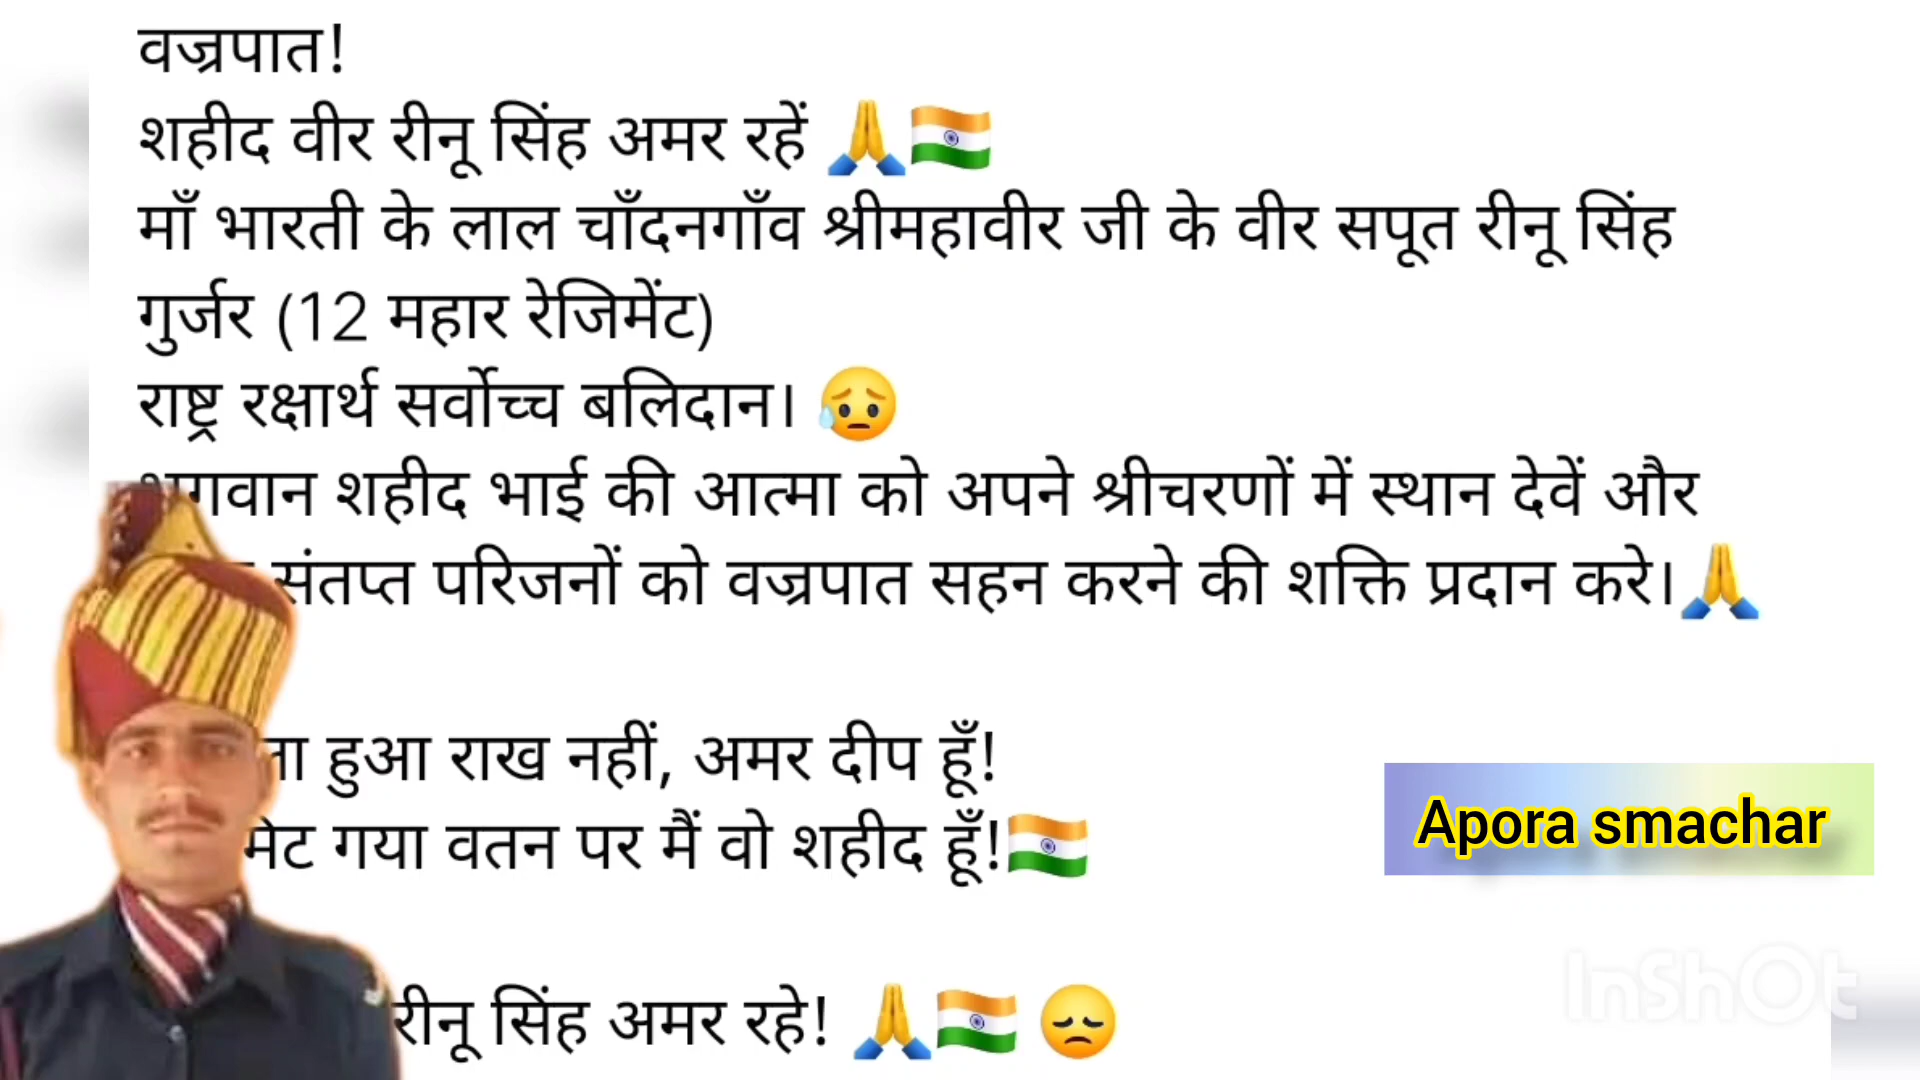 वज्रपात!
शहीद वीर रीनू सिंह अमर रहें 🙏🇮🇳
माँ भारती के लाल चाँदनगाँव श्रीमहावीर जी के वीर सपूत रीनू सिंह
गुर्जर (12 महार रेजिमेंट)
राष्ट्र रक्षार्थ सर्वोच्च बलिदान। 😥
शहीद भाई की आत्मा को अपने श्रीचरणों में स्थान देवें और
संतप्त परिजनों को वज्रपात सहन करने की शक्ति प्रदान करे।🙏
हुआ राख नहीं, अमर दीप हूँ!
गया वतन पर मैं वो शहीद हूँ!🇮🇳
Apora smachar
रीनू सिंह अमर रहे! 🙏🇮🇳 😞
InShOt